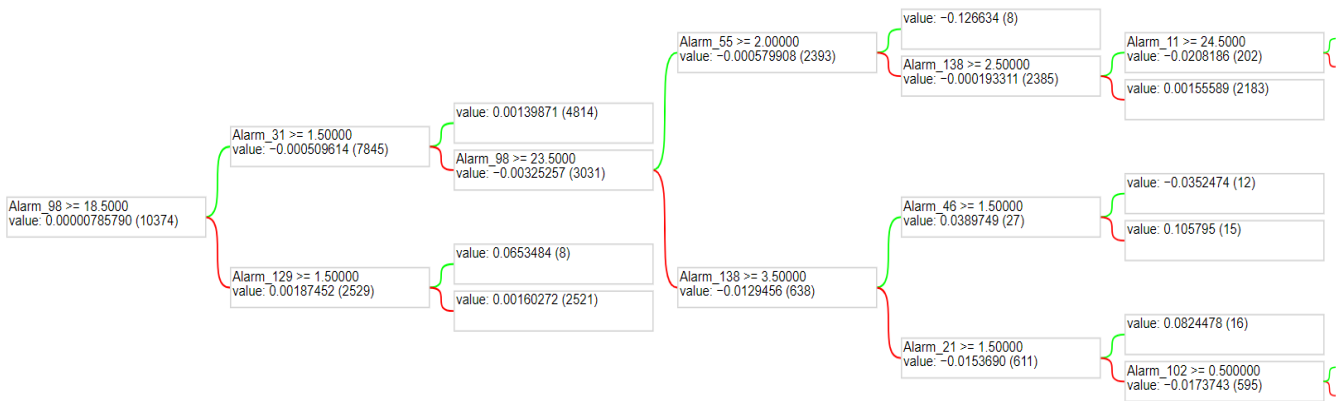 Alarm_98 >= 18.5000
value: 0.00000785790 (10374)
Alarm_31 >= 1.50000
value: −0.000509614 (7845)
Alarm_129 >= 1.50000
value: 0.00187452 (2529)
value: 0.00139871 (4814)
Alarm_98 >= 23.5000
value: −0.00325257 (3031)
value: 0.0653484 (8)
value: 0.00160272 (2521)
Alarm_55 >= 2.00000
value: −0.000579908 (2393)
Alarm_138 >= 3.50000
value: −0.0129456 (638)
value: −0.126634 (8)
Alarm_138 >= 2.50000
value: −0.000193311 (2385)
Alarm_46 >= 1.50000
value: 0.0389749 (27)
Alarm_21 >= 1.50000
value: −0.0153690 (611)
Alarm_11 >= 24.5000
value: −0.0208186 (202)
value: 0.00155589 (2183)
value: −0.0352474 (12)
value: 0.105795 (15)
value: 0.0824478 (16)
Alarm_102 >= 0.500000
value: −0.0173743 (595)